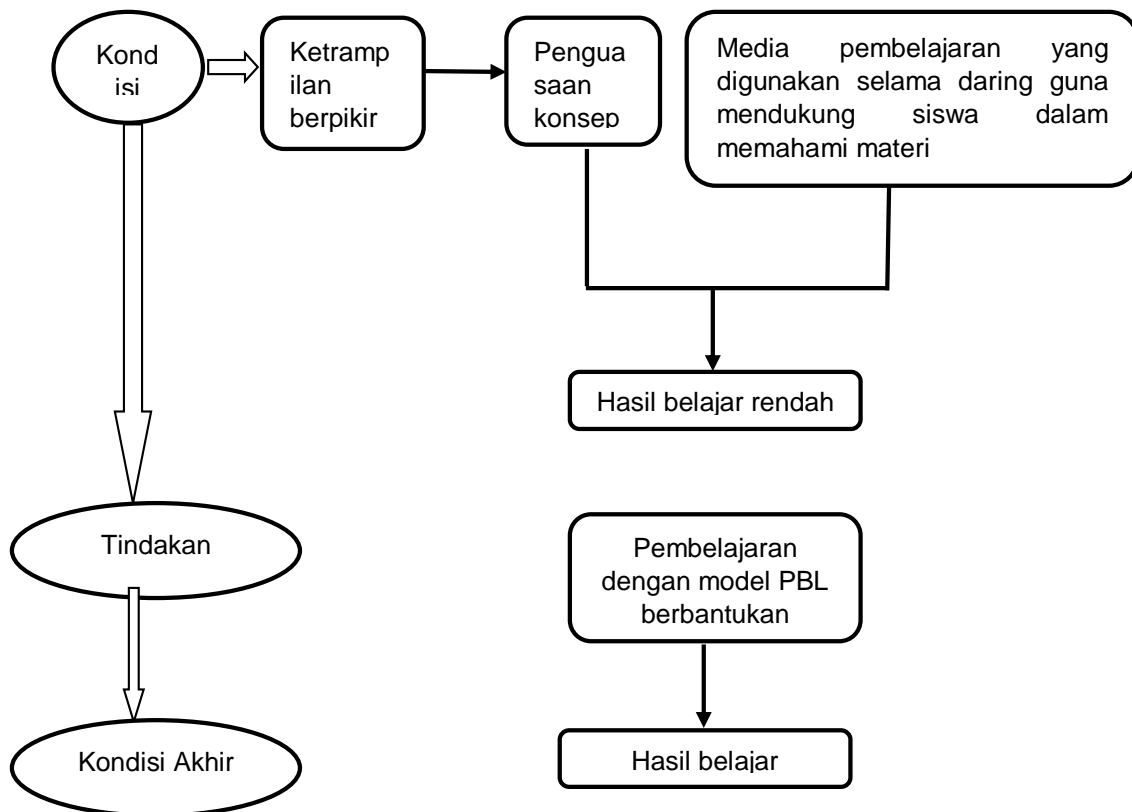 Kond
isi
Ketramp
ilan
berpikir
Pengua
saan
konsep
Media pembelajaran yang
digunakan selama daring guna
mendukung siswa dalam
memahami materi
Hasil belajar rendah
Tindakan
Pembelajaran
dengan model PBL
berbantukan
Kondisi Akhir
Hasil belajar